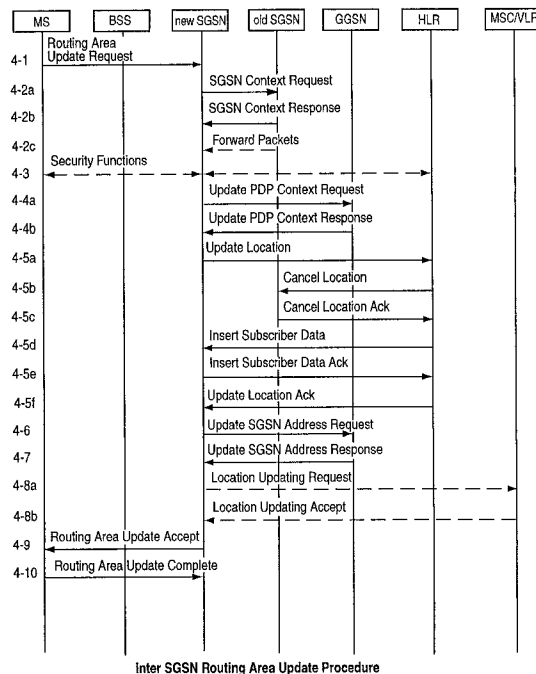 MS BSS new SGSN old SGSN GGSN HLR MSC/VLR
Routing Area
4-1 Update Request
SGSN Context Request
4-2a
SGSN Context Response
4-2b
Forward Packets
4-2c
Security Functions
4-3
Update PDP Context Request
4-4a
Update PDP Context Response
4-4b
Update Location
4-5a
Cancel Location
4-5b
Cancel Location Ack
4-5c
Insert Subscriber Data
4-5d
Insert Subscriber Data Ack
4-5e
Update Location Ack
4-5f
Update SGSN Address Request
4-6
Update SGSN Address Response
4-7
Location Updating Request
4-8a
Location Updating Accept
4-8b
Routing Area Update Accept
4-9
Routing Area Update Complete
4-10
Inter SGSN Routing Area Update Procedure